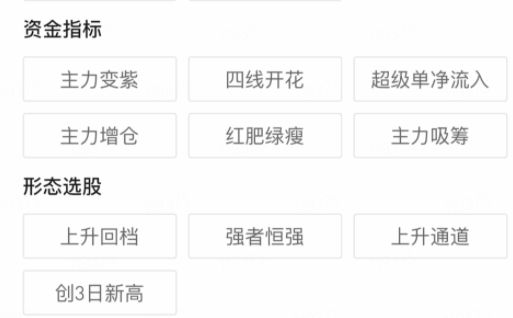 资金指标
主力变紫 四线开花 超级单净流入
主力增仓 红肥绿瘦 主力吸筹
形态选股
上升回档 强者恒强 上升通道
创3日新高